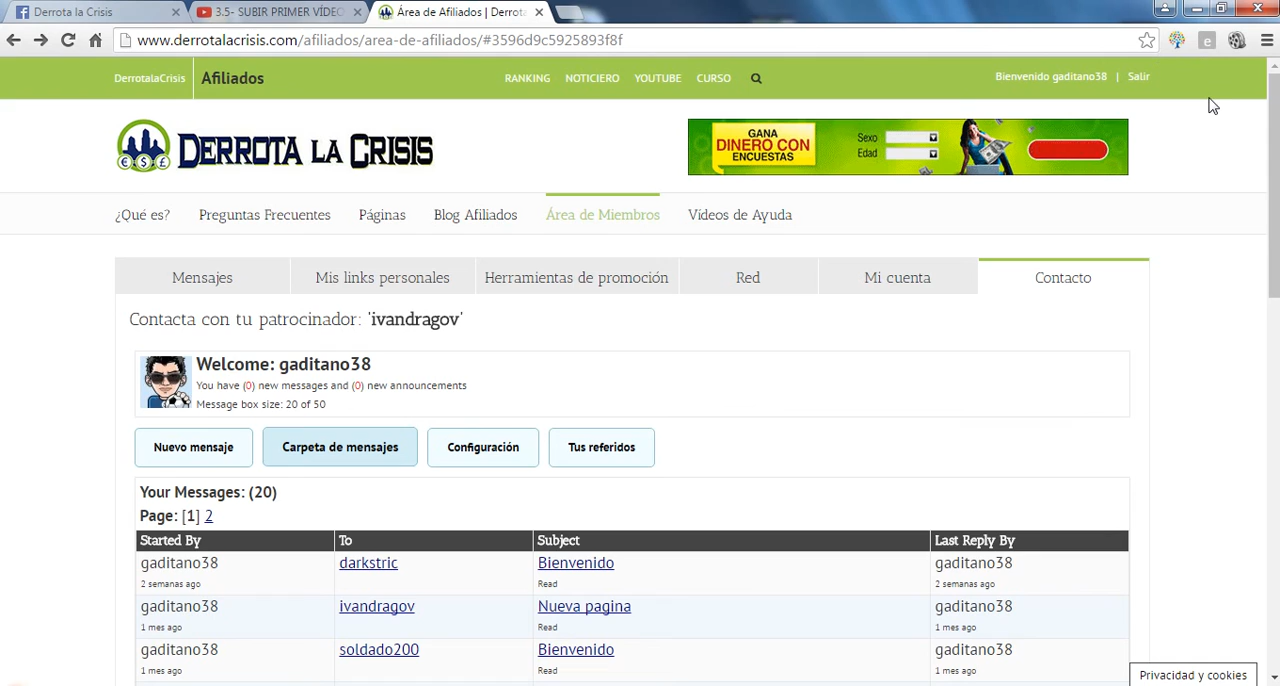 Derrota la Crisis
3.5- SUBIR PRIMER VÍDEO
Área de Afiliados | Derrota
www.derrotalacrisis.com/afiliados/area-de-afiliados/#3596d9c5925893f8f
DerrotalaCrisis
Afiliados
RANKING NOTICIERO YOUTUBE CURSO
Bienvenido gaditano38 | Salir
€ $ £
DERROTA LA CRISIS
GANA
DINERO CON
ENCUESTAS
Sexo
Edad
¿Qué es? Preguntas Frecuentes Páginas Blog Afiliados Área de Miembros Vídeos de Ayuda
Mensajes Mis links personales Herramientas de promoción Red Mi cuenta Contacto
Contacta con tu patrocinador: 'ivandragov'
Welcome: gaditano38
You have (0) new messages and (0) new announcements
Message box size: 20 of 50
Nuevo mensaje Carpeta de mensajes Configuración Tus referidos
Your Messages: (20)
Page: [1] 2
Started By To Subject Last Reply By
gaditano38 darkstric Bienvenido gaditano38
2 semanas ago Read 2 semanas ago
gaditano38 ivandragov Nueva pagina gaditano38
1 mes ago Read 1 mes ago
gaditano38 soldado200 Bienvenido gaditano38
1 mes ago Read 1 mes ago
Privacidad y cookies